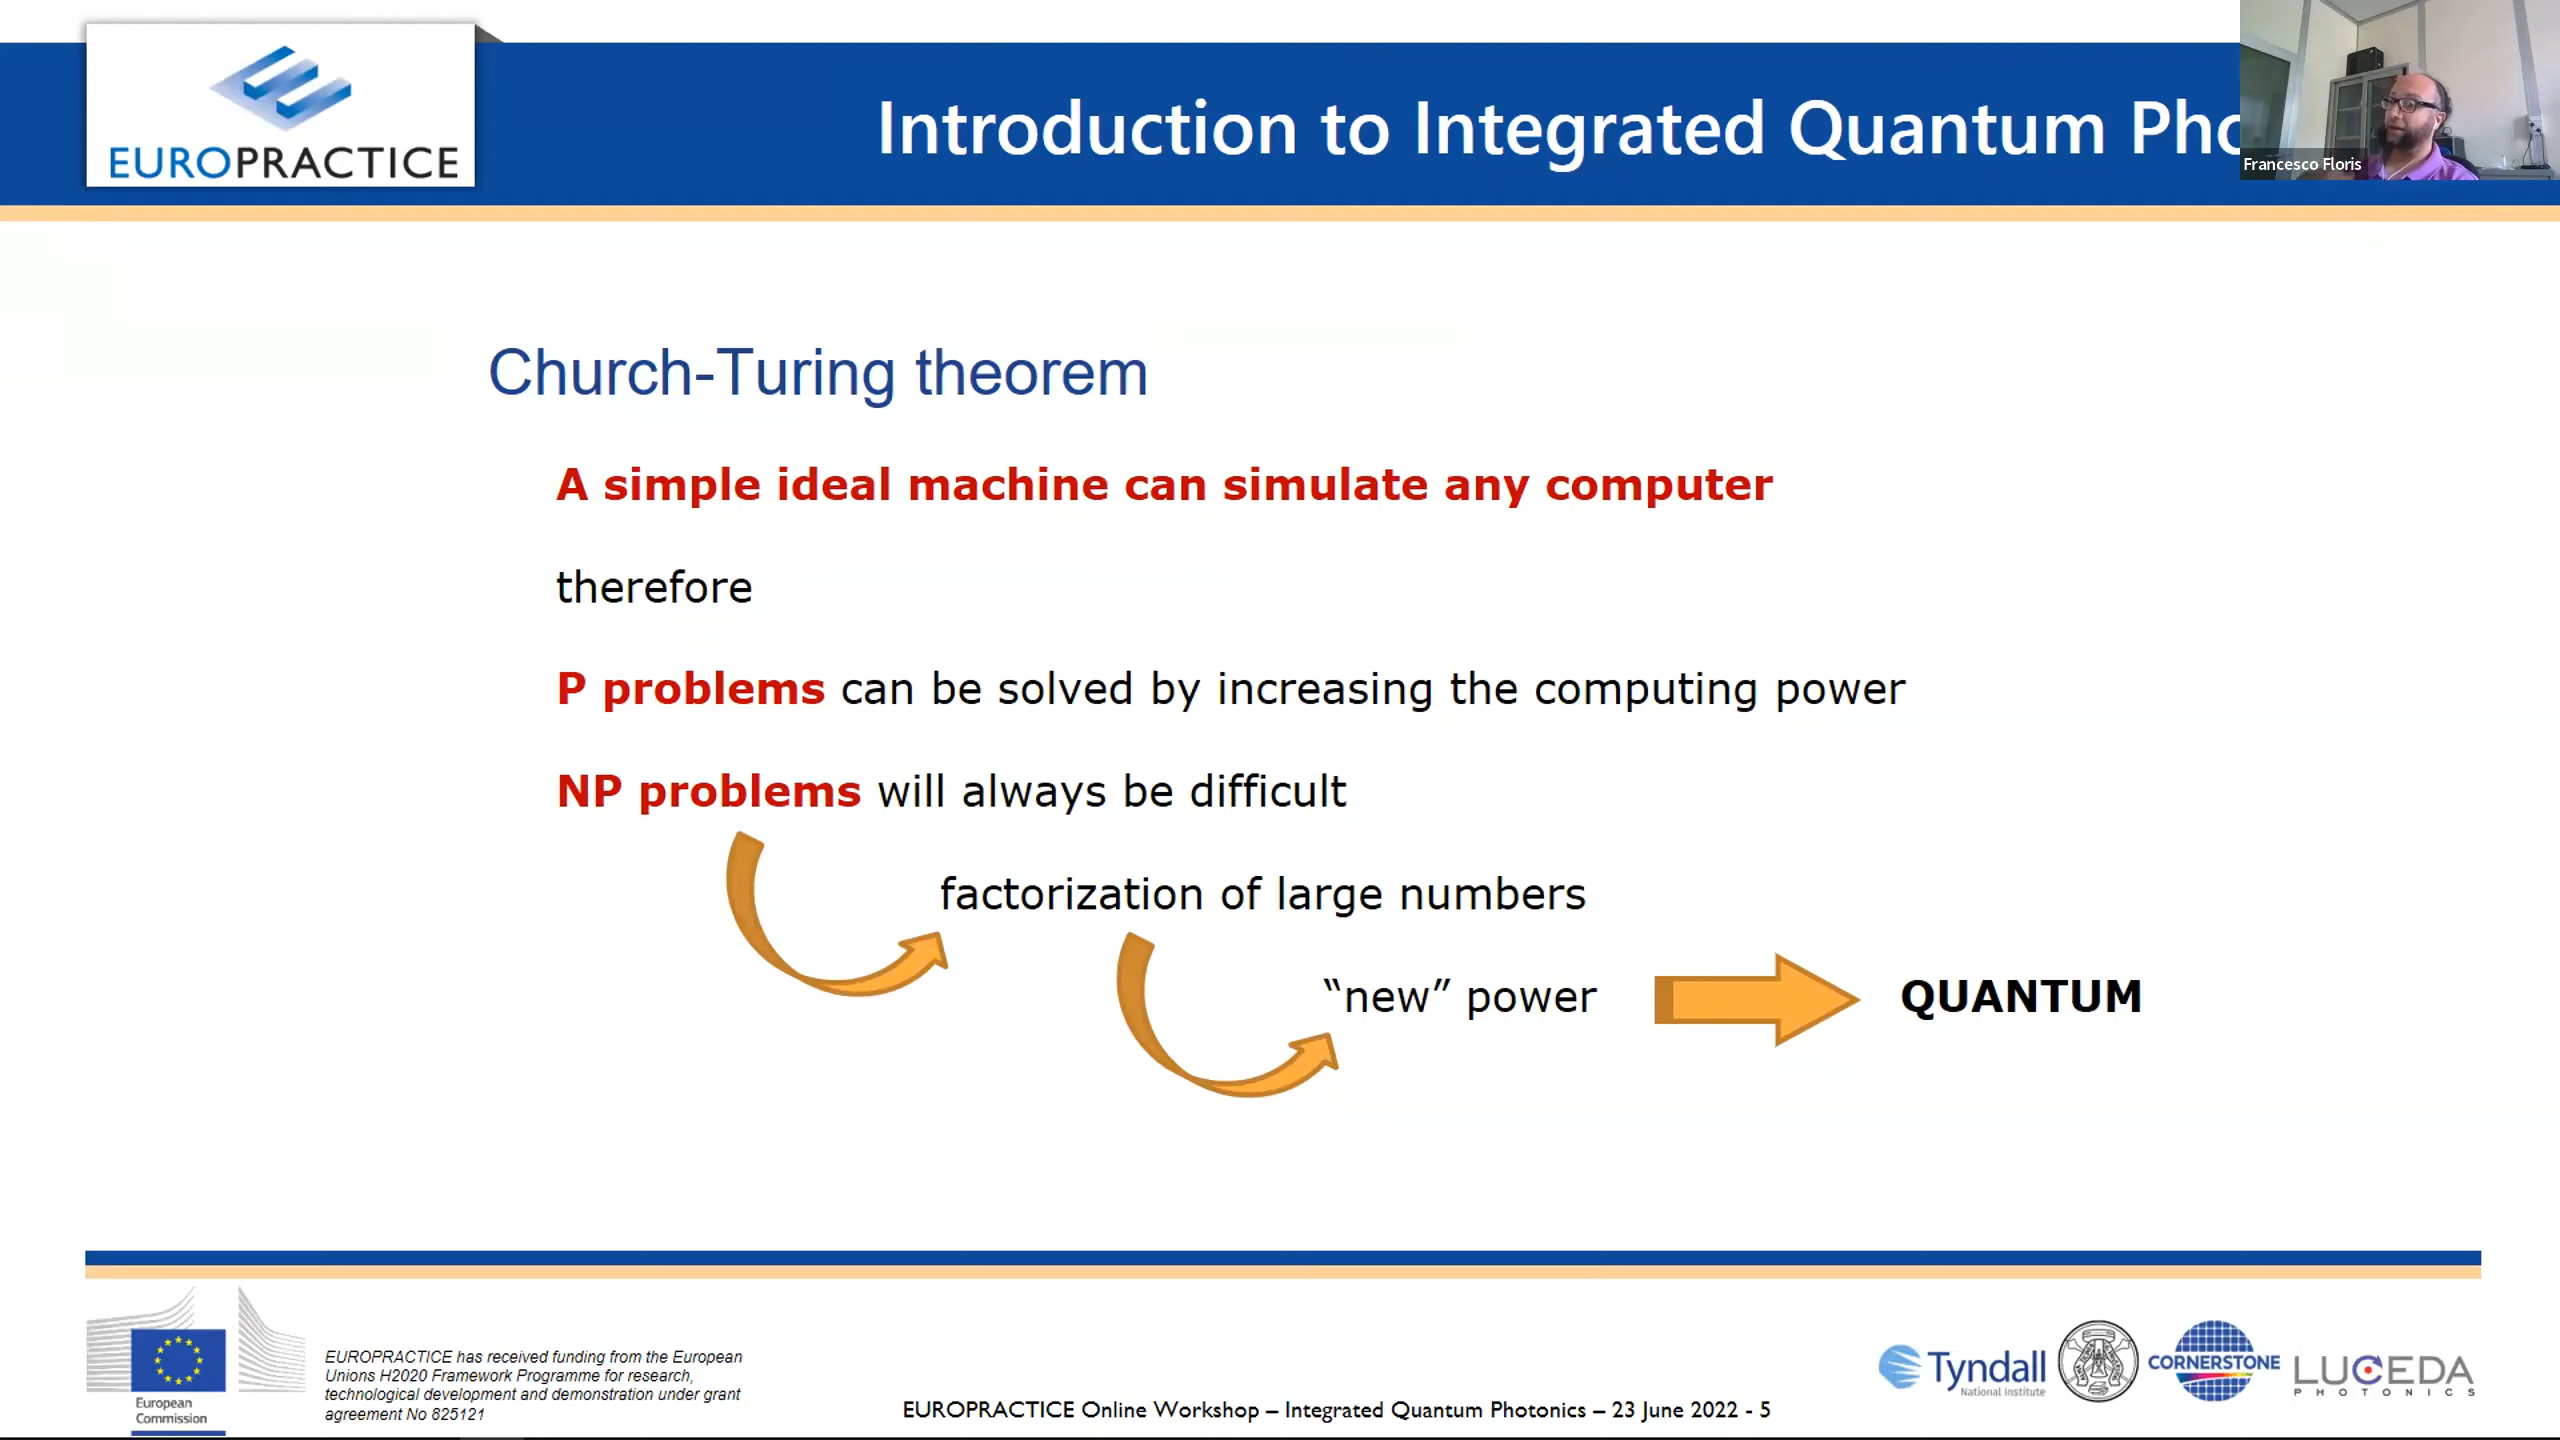 EUROPRACTICE
Introduction to Integrated Quantum Pho
Francesco Floris
Church-Turing theorem
A simple ideal machine can simulate any computer
therefore
P problems can be solved by increasing the computing power
NP problems will always be difficult
factorization of large numbers
“new” power
QUANTUM
European
Commission
EUROPRACTICE has received funding from the European
Unions H2020 Framework Programme for research,
technological development and demonstration under grant
agreement No 825121
EUROPRACTICE Online Workshop – Integrated Quantum Photonics – 23 June 2022 - 5
Tyndall
National Institute
CORNERSTONE
LUCEDA
PHOTONICS